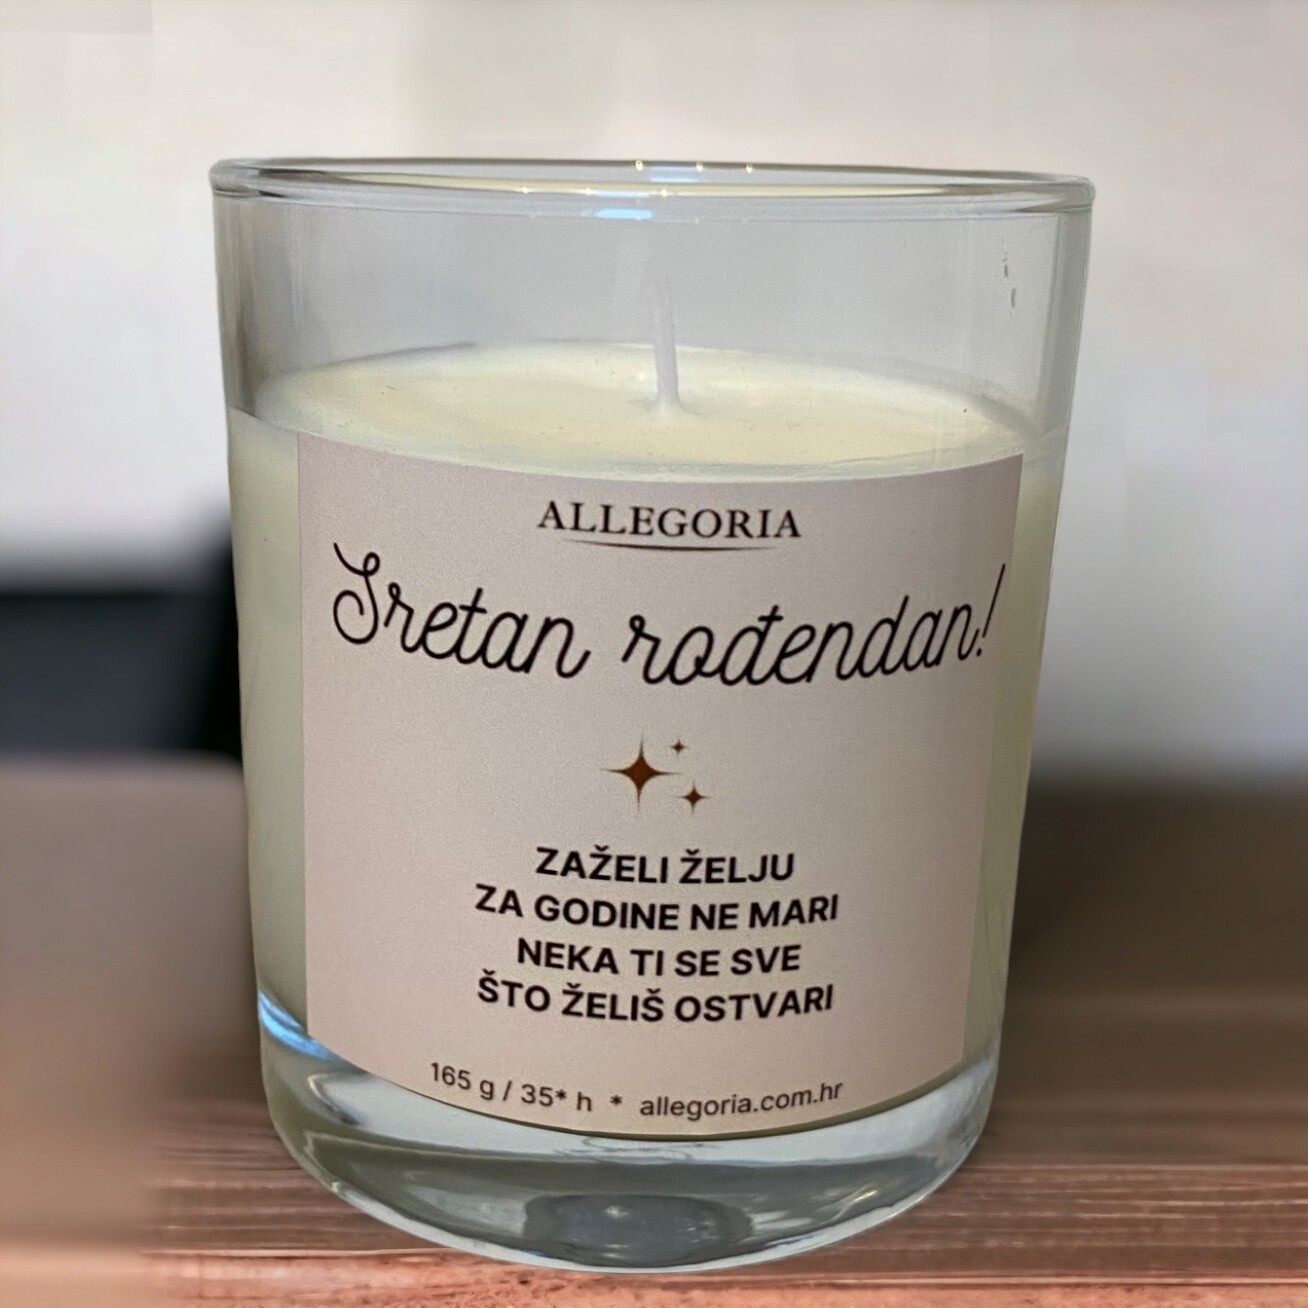 ALLEGORIA
Sretan rođendan!
ZAŽELI ŽELJU
ZA GODINE NE MARI
NEKA TI SE SVE
ŠTO ŽELIŠ OSTVARI
165 g / 35* h * allegoria.com.hr